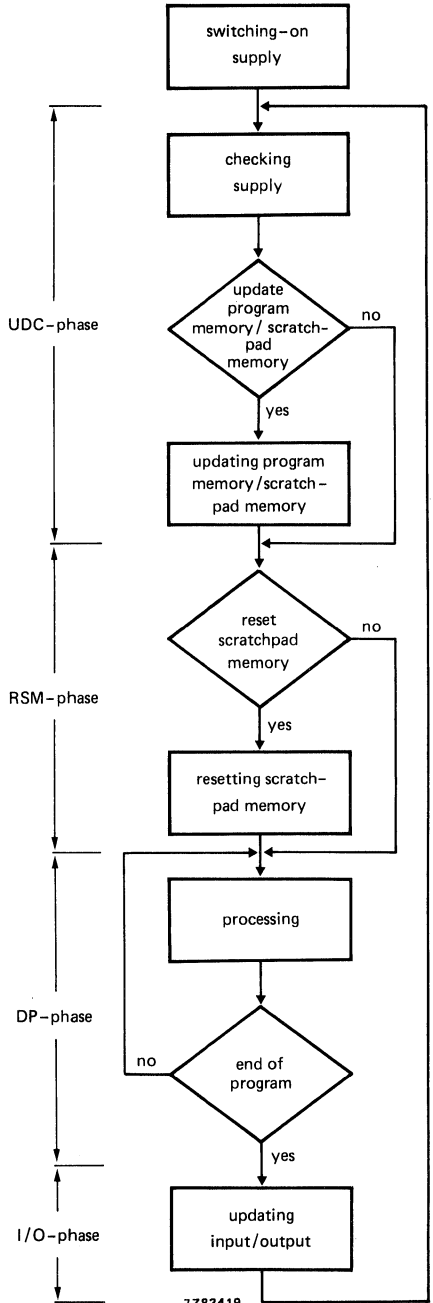 switching-on
supply
checking
supply
update
program
memory/scratch-
pad
memory
no
yes
UDC-phase
updating program
memory/scratch-
pad memory
reset
scratchpad
memory
no
yes
RSM-phase
resetting scratch-
pad memory
processing
DP-phase
end of
program
no
yes
updating
input/output
I/O-phase
7Z82419